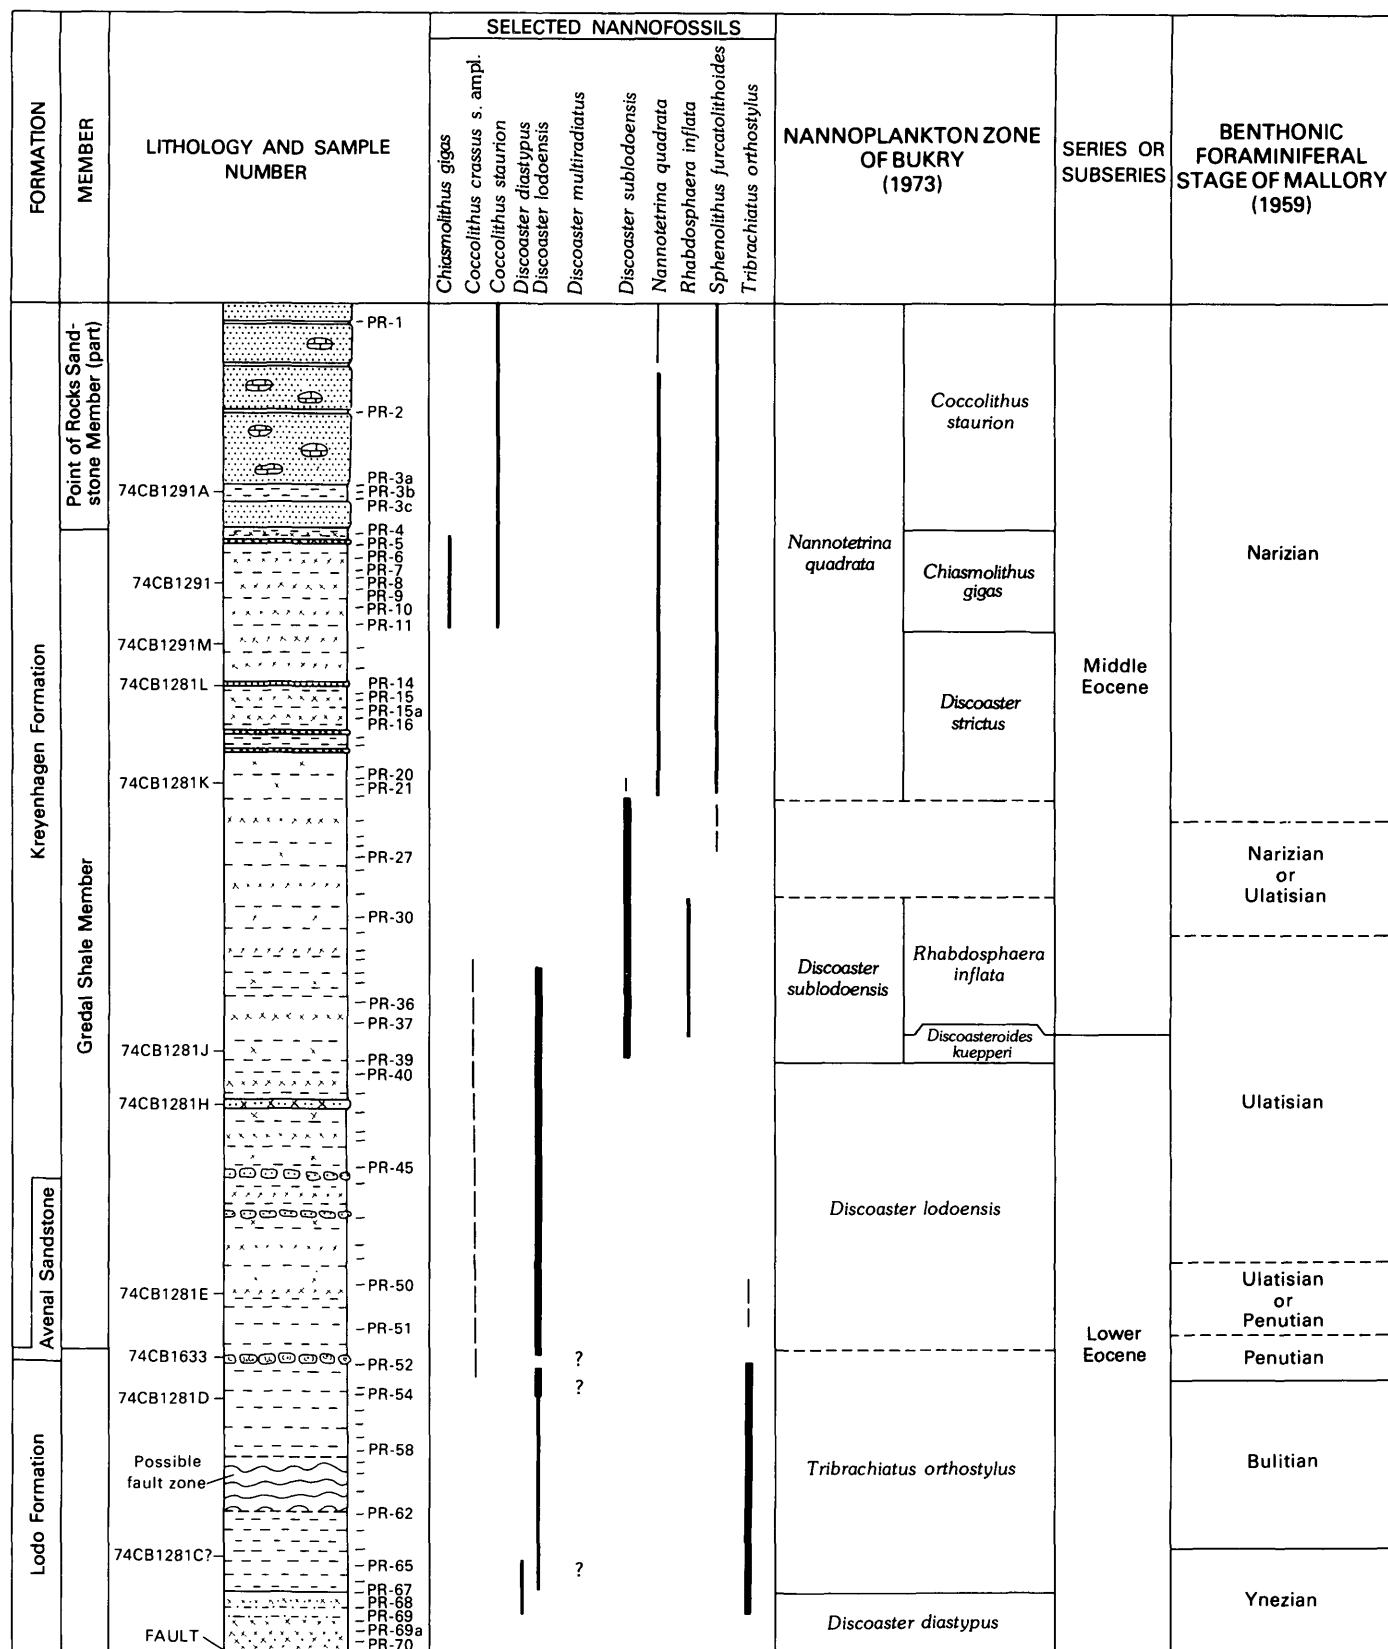 FORMATION
MEMBER
LITHOLOGY AND SAMPLE
NUMBER
SELECTED NANNOFOSSILS
Chiasmolithus gigas
Coccolithus crassus s. ampl.
Coccolithus staurion
Discoaster diastypus
Discoaster lodoensis
Discoaster multiradiatus
Discoaster sublodoensis
Nannotetrina quadrata
Rhabdosphaera inflata
Sphenolithus furcatolithoides
Tribrachiatus orthostylus
NANNOPLANKTON ZONE
OF BUKRY
(1973)
SERIES OR
SUBSERIES
BENTHONIC
FORAMINIFERAL
STAGE OF MALLORY
(1959)
Kreyenhagen Formation
Avenal Sandstone
Lodo Formation
Point of Rocks Sand-
stone Member (part)
Gredal Shale Member
74CB1291A
74CB1291
74CB1291M
74CB1281L
74CB1281K
74CB1281J
74CB1281H
74CB1281E
74CB1633
74CB1281D
Possible
fault zone
74CB1281C?
FAULT
PR-1
PR-2
PR-3a
PR-3b
PR-3c
PR-4
PR-5
PR-6
PR-7
PR-8
PR-9
PR-10
PR-11
PR-14
PR-15
PR-15a
PR-16
PR-20
PR-21
PR-27
PR-30
PR-36
PR-37
PR-39
PR-40
PR-45
PR-50
PR-51
PR-52
PR-54
PR-58
PR-62
PR-65
PR-67
PR-68
PR-69
PR-69a
PR-70
?
?
?
Nannotetrina
quadrata
Coccolithus
staurion
Chiasmolithus
gigas
Discoaster
strictus
Discoaster
sublodoensis
Rhabdosphaera
inflata
Discoasteroides
kuepperi
Discoaster lodoensis
Tribrachiatus orthostylus
Discoaster diastypus
Middle
Eocene
Lower
Eocene
Narizian
Narizian
or
Ulatisian
Ulatisian
Ulatisian
or
Penutian
Penutian
Bulitian
Ynezian